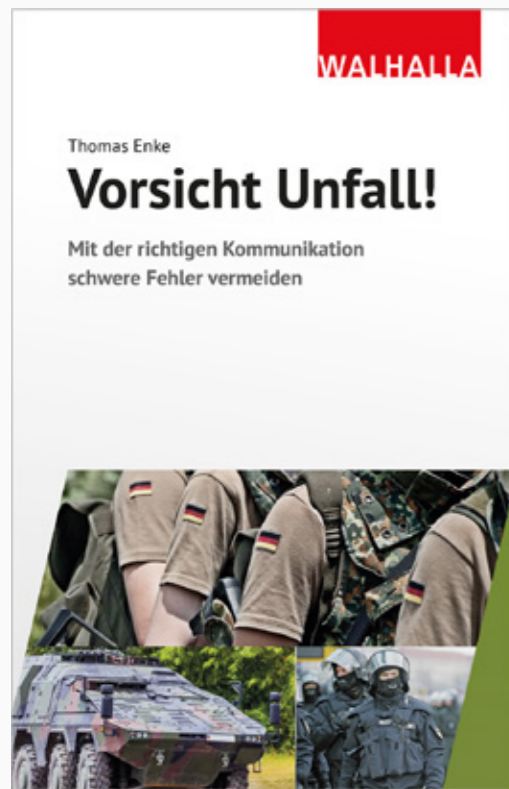 WALHALLA
Thomas Enke
Vorsicht Unfall!
Mit der richtigen Kommunikation
schwere Fehler vermeiden